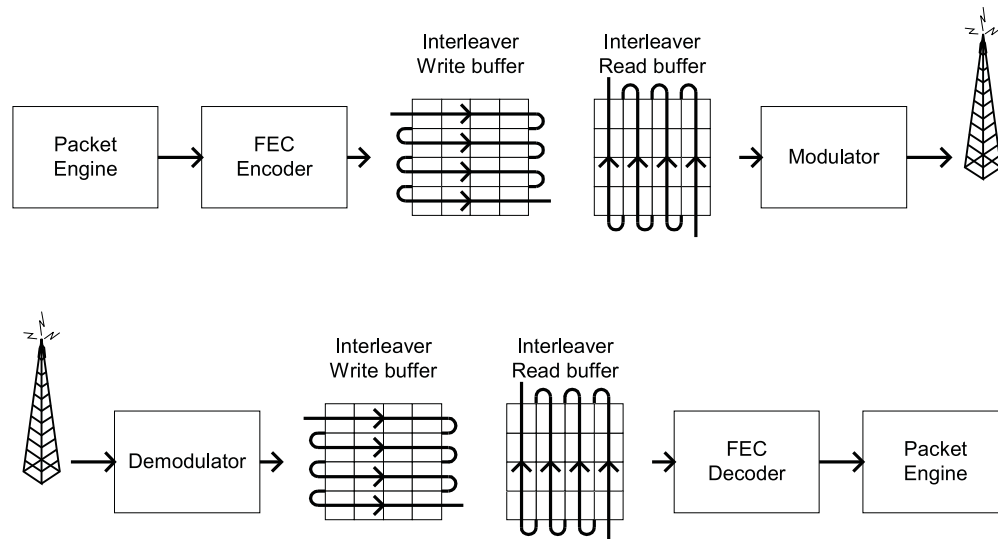 Interleaver
Write buffer
Interleaver
Read buffer
Packet
Engine
FEC
Encoder
Modulator
Interleaver
Write buffer
Interleaver
Read buffer
Demodulator
FEC
Decoder
Packet
Engine